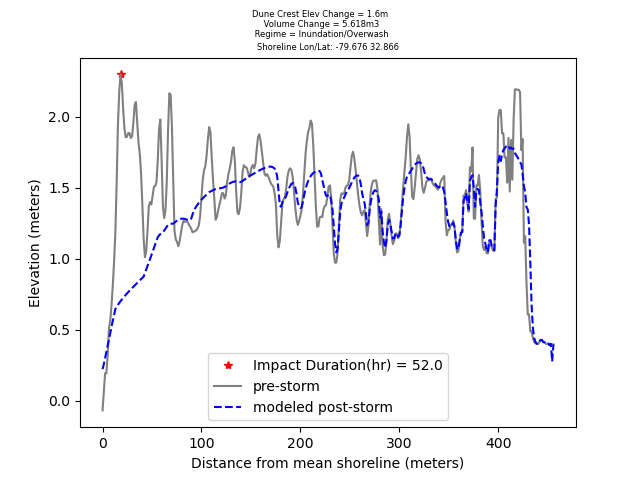 Dune Crest Elev Change = 1.6m
Volume Change = 5.618m3
Regime = Inundation/Overwash
Shoreline Lon/Lat: -79.676 32.866
Elevation (meters)
2.0
1.5
1.0
0.5
0.0
Impact Duration(hr) = 52.0
pre-storm
modeled post-storm
0 100 200 300 400
Distance from mean shoreline (meters)